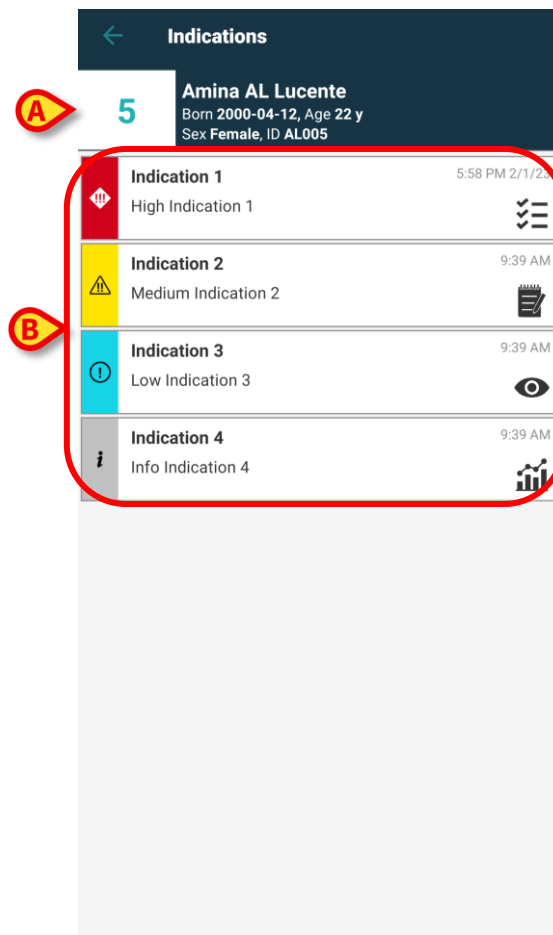 Indications
A
5
Amina AL Lucente
Born 2000-04-12, Age 22 y
Sex Female, ID AL005
Indication 1
5:58 PM 2/1/23
High Indication 1
Indication 2
9:39 AM
Medium Indication 2
B
Indication 3
9:39 AM
Low Indication 3
Indication 4
9:39 AM
i
Info Indication 4